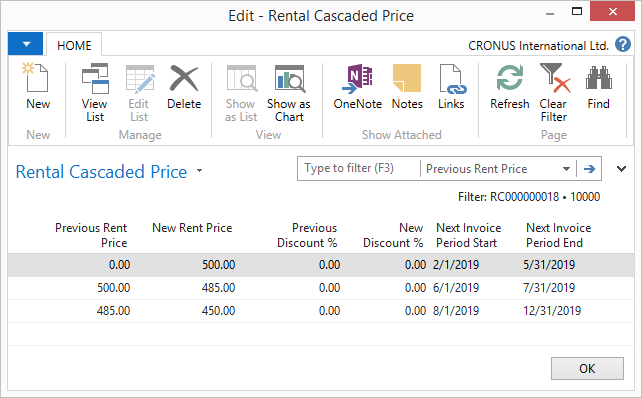 Edit - Rental Cascaded Price
HOME
CRONUS International Ltd.
?
New
View List
Edit List
Delete
Show as List
Show as Chart
OneNote
Notes
Links
Refresh
Clear Filter
Find
New
Manage
View
Show Attached
Page
Rental Cascaded Price
Type to filter (F3)
Previous Rent Price
Filter: RC000000018 • 10000
Previous Rent Price
New Rent Price
Previous Discount %
New Discount %
Next Invoice Period Start
Next Invoice Period End
0.00 500.00 0.00 0.00 2/1/2019 5/31/2019
500.00 485.00 0.00 0.00 6/1/2019 7/31/2019
485.00 450.00 0.00 0.00 8/1/2019 12/31/2019
OK